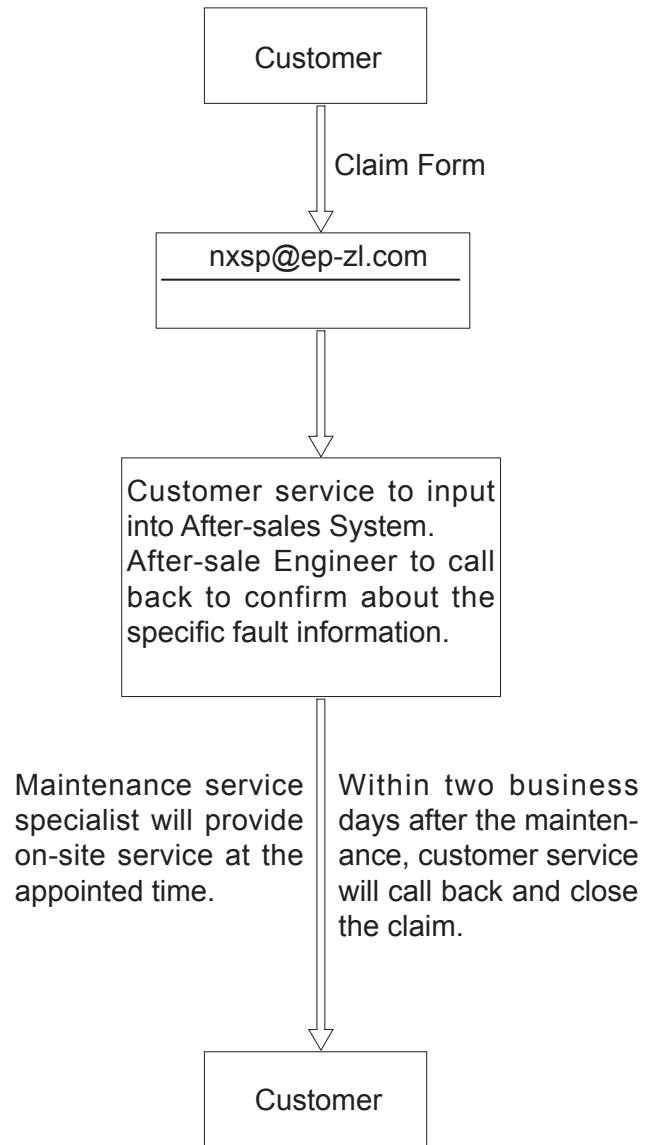 Customer
Claim Form
nxsp@ep-zl.com
Customer service to input
into After-sales System.
After-sale Engineer to call
back to confirm about the
specific fault information.
Maintenance service
specialist will provide
on-site service at the
appointed time.
Within two business
days after the mainten-
ance, customer service
will call back and close
the claim.
Customer